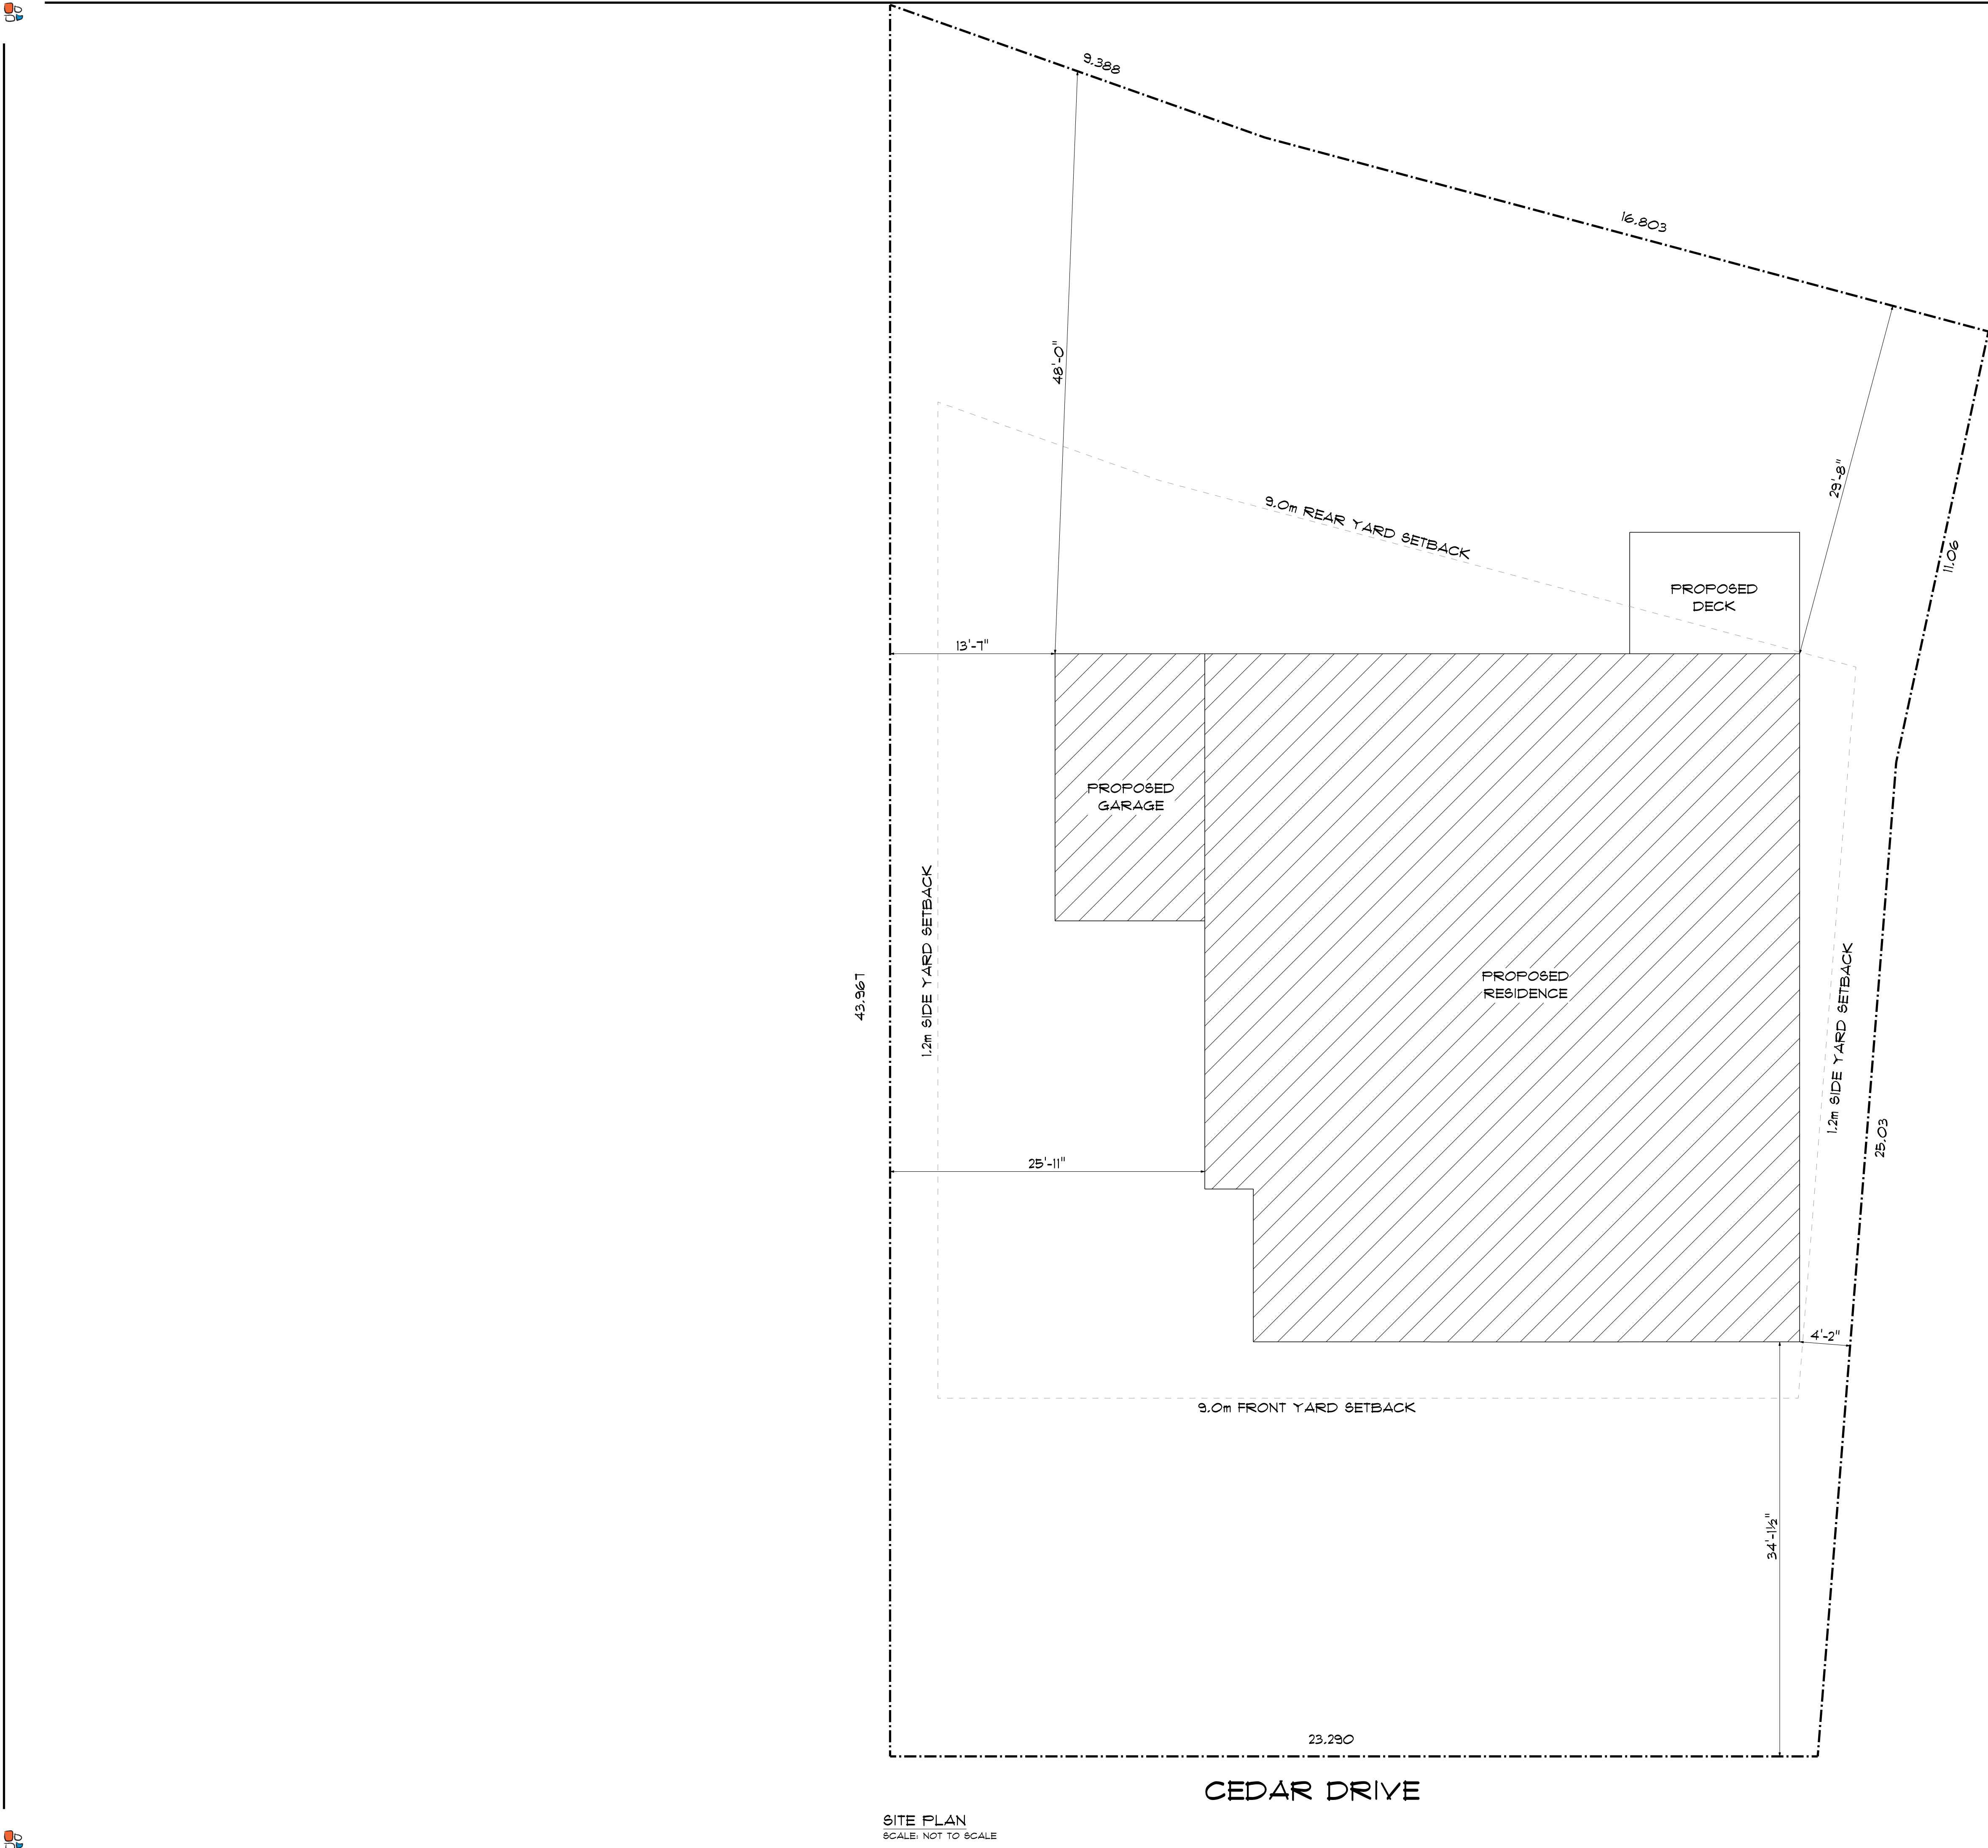 9.388
16.803
48'-0"
29'-8"
9.0m REAR YARD SETBACK
11.06
PROPOSED
DECK
13'-7"
PROPOSED
GARAGE
1.2m SIDE YARD SETBACK
43.967
PROPOSED
RESIDENCE
1.2m SIDE YARD SETBACK
25.03
25'-11"
4'-2"
9.0m FRONT YARD SETBACK
34'-1½"
23.290
CEDAR DRIVE
SITE PLAN
SCALE: NOT TO SCALE